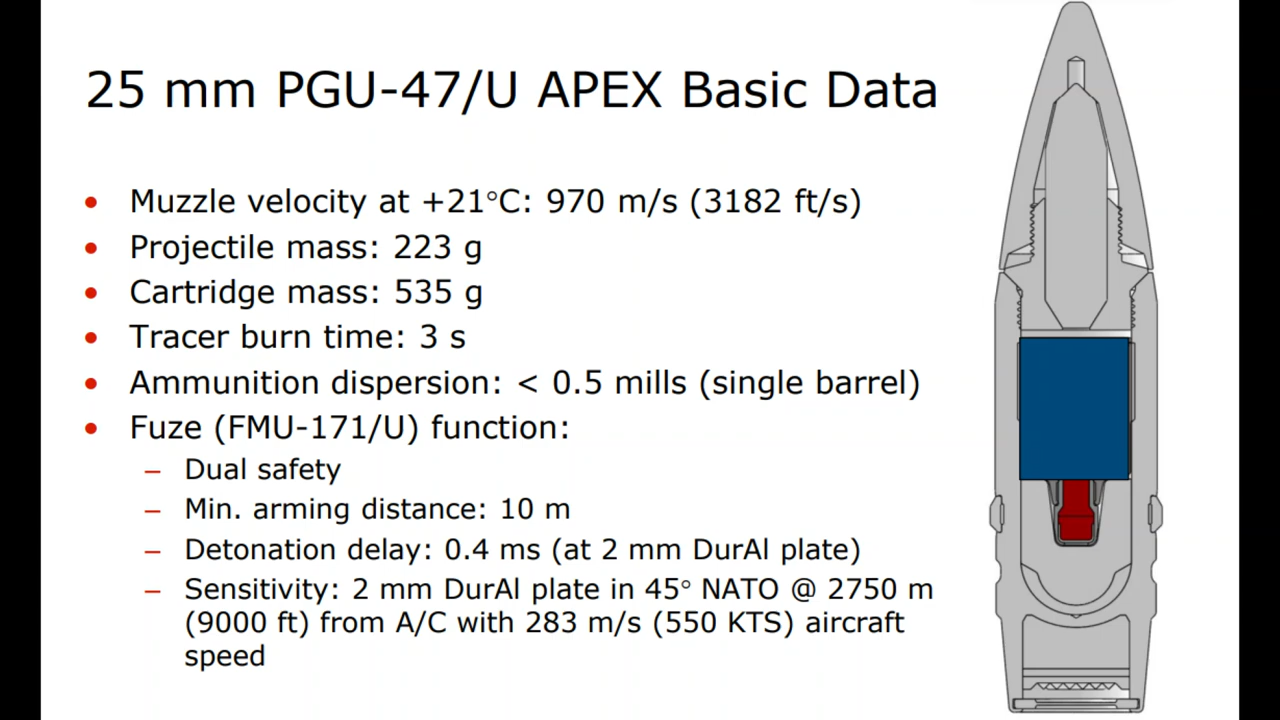 25 mm PGU-47/U APEX Basic Data
• Muzzle velocity at +21°C: 970 m/s (3182 ft/s)
• Projectile mass: 223 g
• Cartridge mass: 535 g
• Tracer burn time: 3 s
• Ammunition dispersion: < 0.5 mills (single barrel)
• Fuze (FMU-171/U) function:
– Dual safety
– Min. arming distance: 10 m
– Detonation delay: 0.4 ms (at 2 mm DurAl plate)
– Sensitivity: 2 mm DurAl plate in 45° NATO @ 2750 m
(9000 ft) from A/C with 283 m/s (550 KTS) aircraft
speed